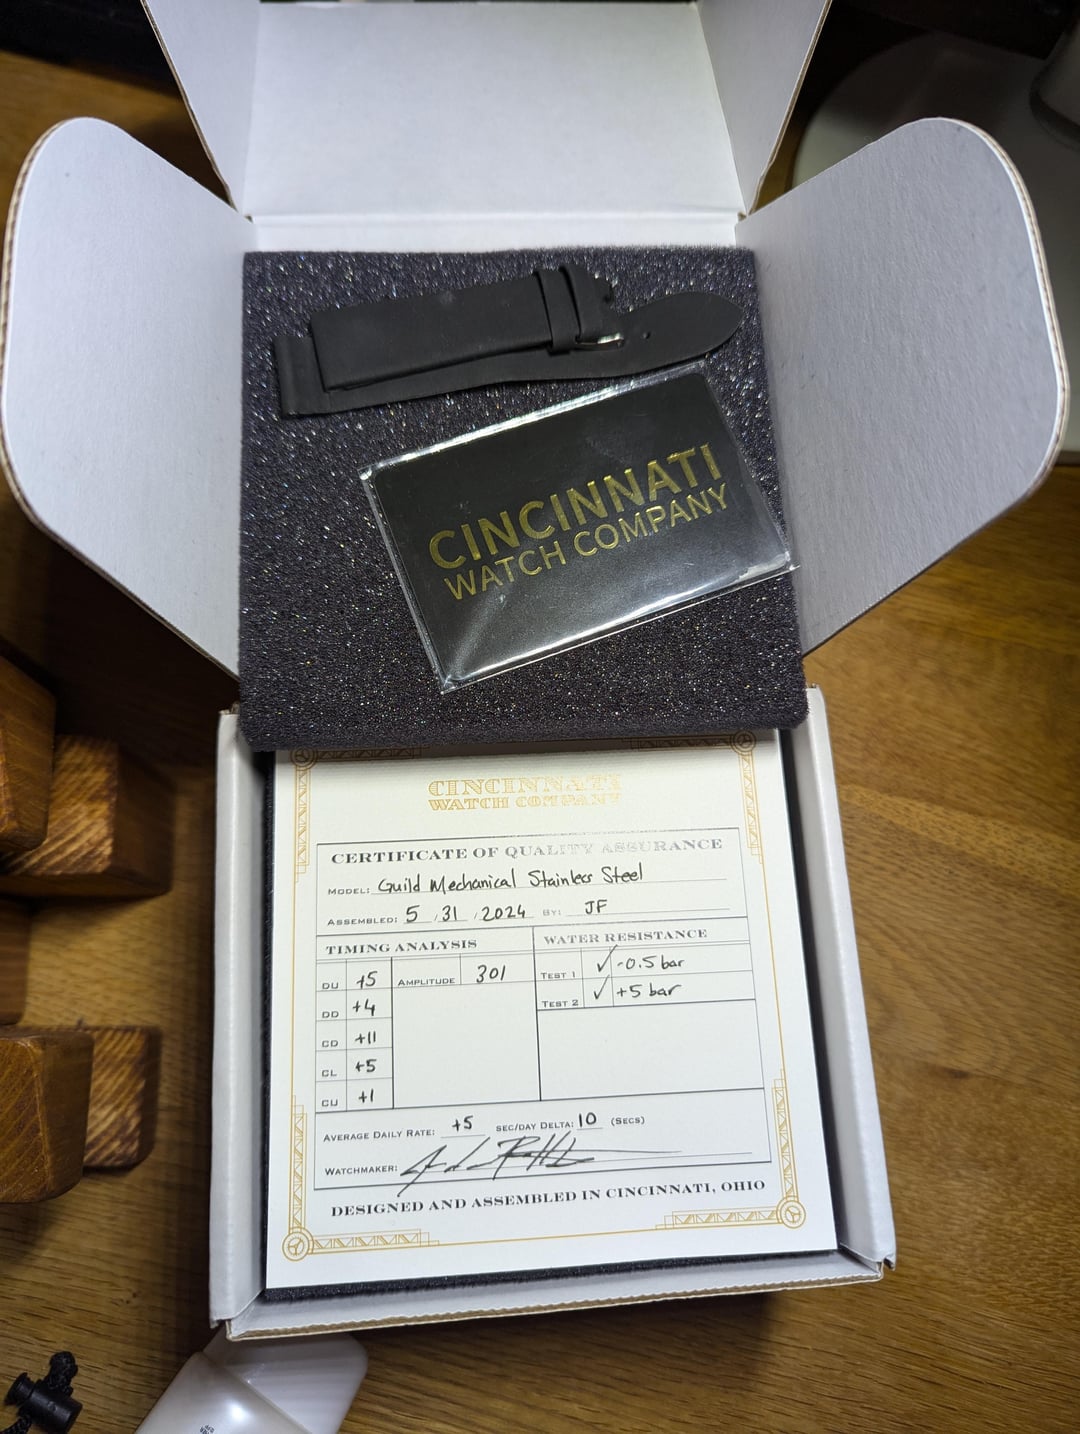 CINCINNATI
WATCH COMPANY
CINCINNATI
WATCH COMPANY
CERTIFICATE OF QUALITY ASSURANCE
MODEL: Guild Mechanical Stainless Steel
ASSEMBLED: 5 / 31 / 2024 BY: JF
TIMING ANALYSIS
DU +5 AMPLITUDE 301
DD +4
CD +11
CL +5
CU +1
WATER RESISTANCE
TEST 1 ✓ -0.5 bar
TEST 2 ✓ +5 bar
AVERAGE DAILY RATE: +5 SEC/DAY DELTA: 10 (SECS)
WATCHMAKER:
DESIGNED AND ASSEMBLED IN CINCINNATI, OHIO